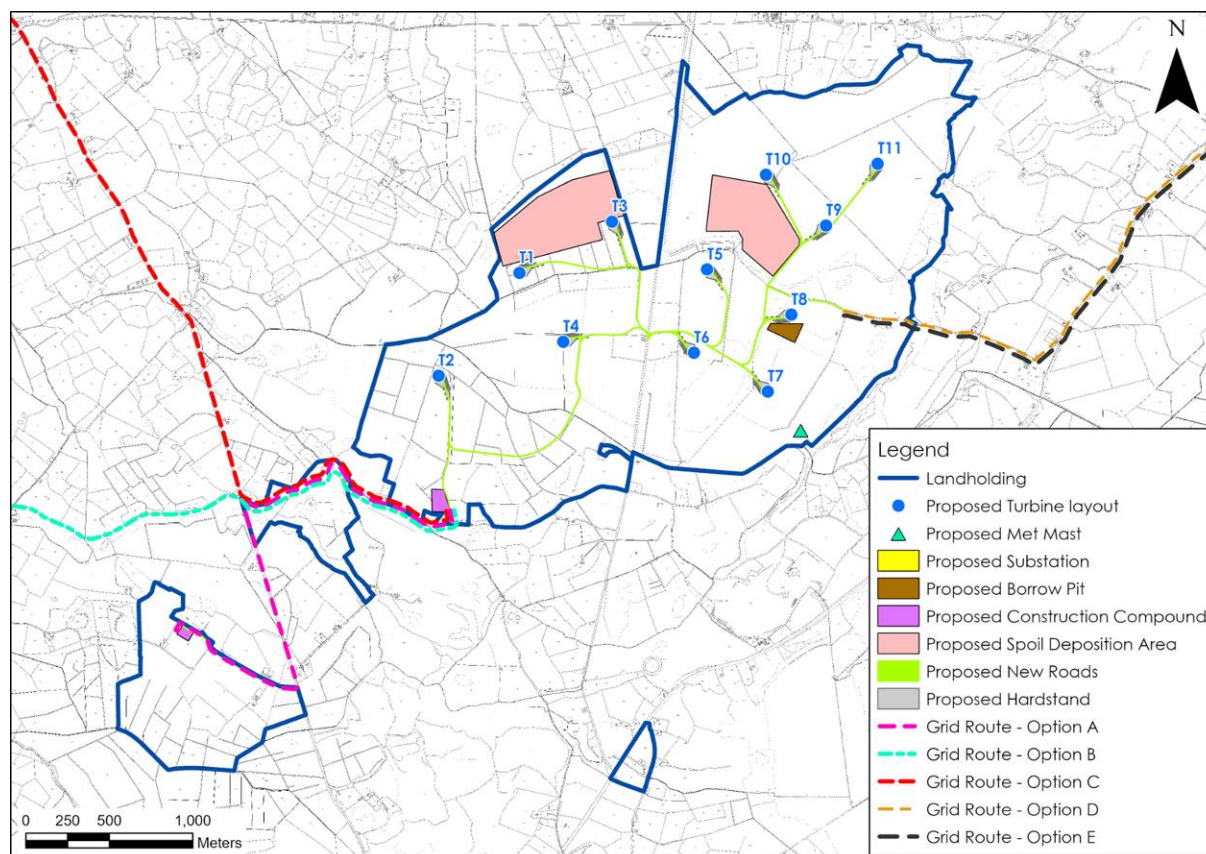 N
T10
T11
T3
T9
T1
T5
T8
T4
T6
T2
T7
Legend
Landholding
Proposed Turbine layout
Proposed Met Mast
Proposed Substation
Proposed Borrow Pit
Proposed Construction Compound
Proposed Spoil Deposition Area
Proposed New Roads
Proposed Hardstand
Grid Route - Option A
Grid Route - Option B
Grid Route - Option C
Grid Route - Option D
Grid Route - Option E
0 250 500 1,000
Meters